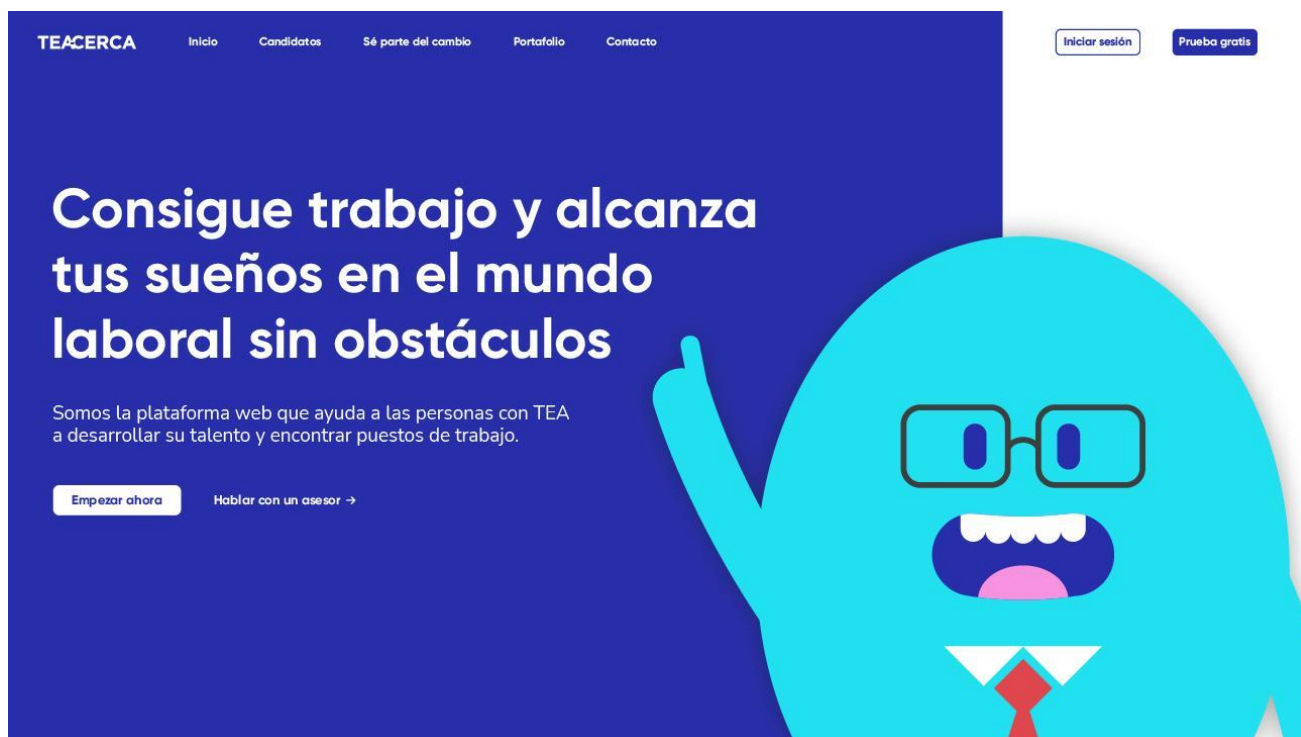 TEACERCA
Inicio
Candidatos
Sé parte del cambio
Portafolio
Contacto
Iniciar sesión
Prueba gratis
Consigue trabajo y alcanza
tus sueños en el mundo
laboral sin obstáculos
Somos la plataforma web que ayuda a las personas con TEA
a desarrollar su talento y encontrar puestos de trabajo.
Empezar ahora
Hablar con un asesor →